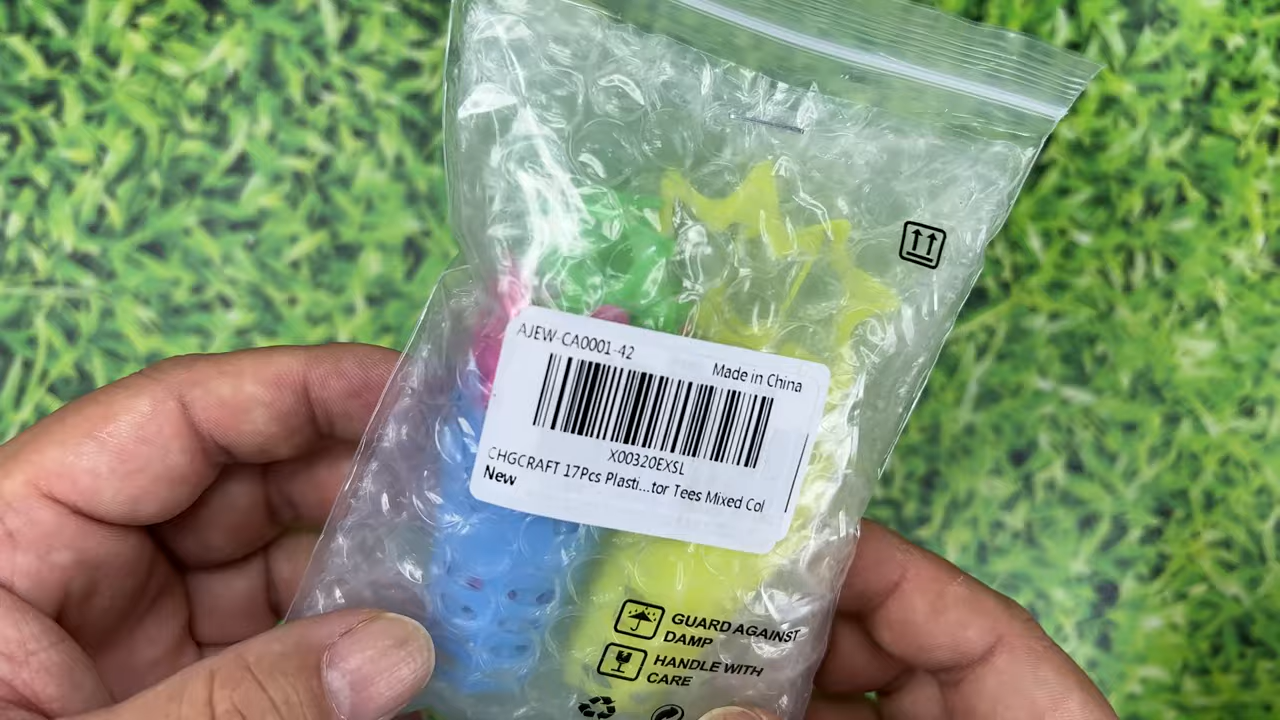 AJEW-CA0001-42
Made in China
X00320EXSL
CHGCRAFT 17Pcs Plasti...tor Tees Mixed Col
New
GUARD AGAINST
DAMP
HANDLE WITH
CARE